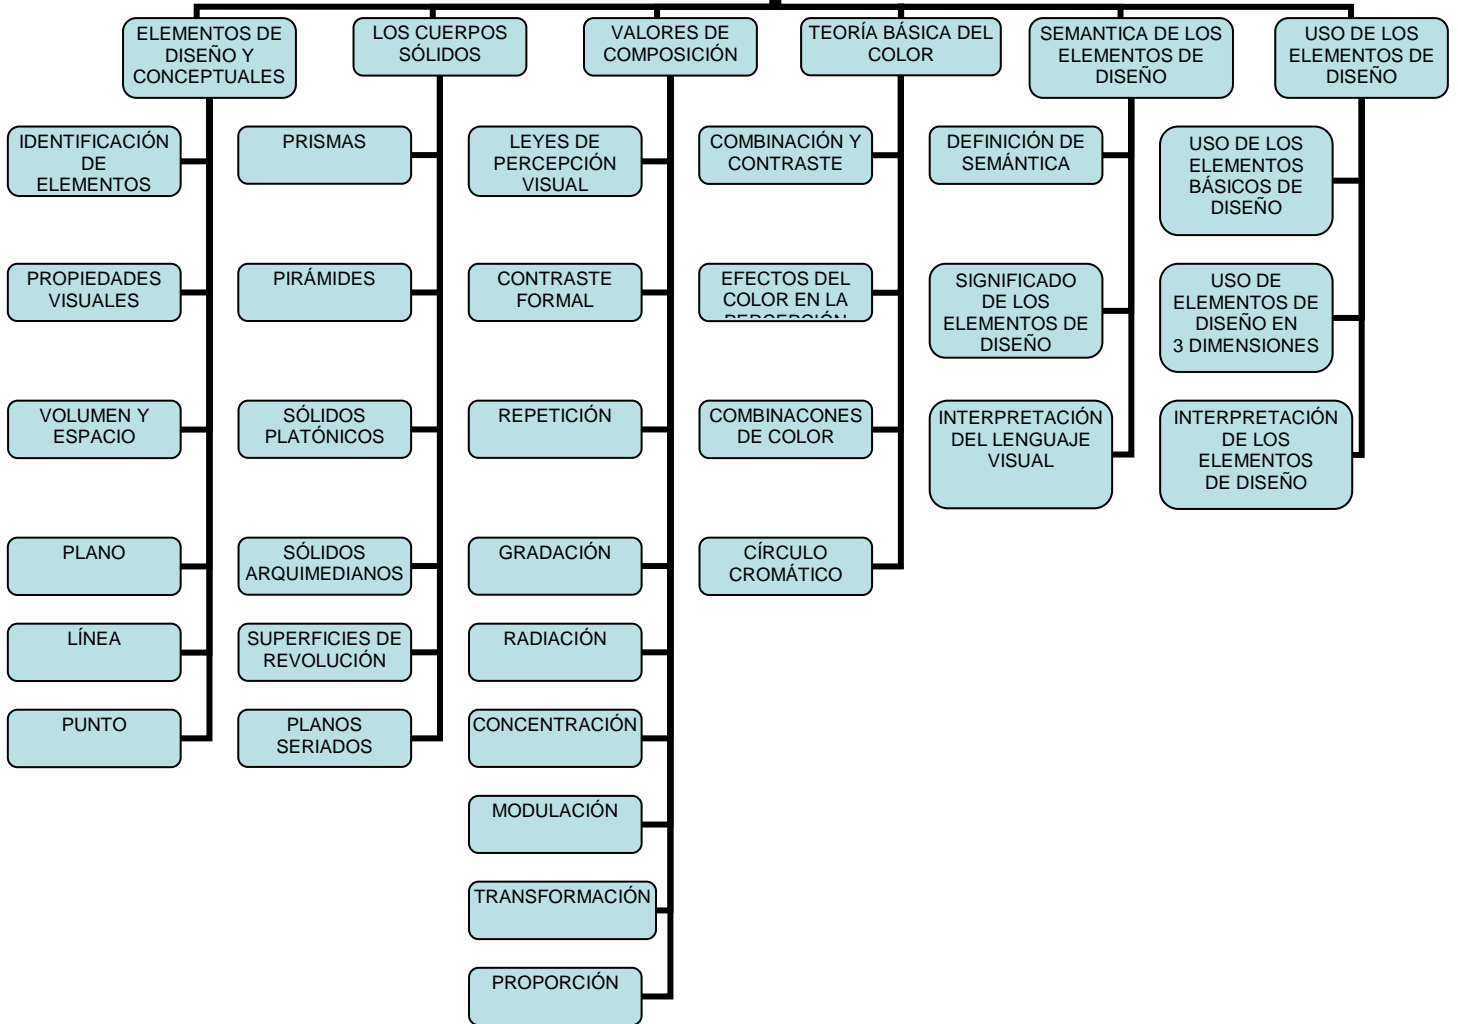 ELEMENTOS DE
DISEÑO Y
CONCEPTUALES
IDENTIFICACIÓN
DE
ELEMENTOS
PROPIEDADES
VISUALES
VOLUMEN Y
ESPACIO
PLANO
LÍNEA
PUNTO
LOS CUERPOS
SÓLIDOS
PRISMAS
PIRÁMIDES
SÓLIDOS
PLATÓNICOS
SÓLIDOS
ARQUIMEDIANOS
SUPERFICIES DE
REVOLUCIÓN
PLANOS
SERIADOS
VALORES DE
COMPOSICIÓN
LEYES DE
PERCEPCIÓN
VISUAL
CONTRASTE
FORMAL
REPETICIÓN
GRADACIÓN
RADIACIÓN
CONCENTRACIÓN
MODULACIÓN
TRANSFORMACIÓN
PROPORCIÓN
TEORÍA BÁSICA DEL
COLOR
COMBINACIÓN Y
CONTRASTE
EFECTOS DEL
COLOR EN LA
PERCEPCIÓN
COMBINACONES
DE COLOR
CÍRCULO
CROMÁTICO
SEMANTICA DE LOS
ELEMENTOS DE
DISEÑO
DEFINICIÓN DE
SEMÁNTICA
SIGNIFICADO
DE LOS
ELEMENTOS DE
DISEÑO
INTERPRETACIÓN
DEL LENGUAJE
VISUAL
USO DE LOS
ELEMENTOS DE
DISEÑO
USO DE LOS
ELEMENTOS
BÁSICOS DE
DISEÑO
USO DE
ELEMENTOS DE
DISEÑO EN
3 DIMENSIONES
INTERPRETACIÓN
DE LOS
ELEMENTOS
DE DISEÑO